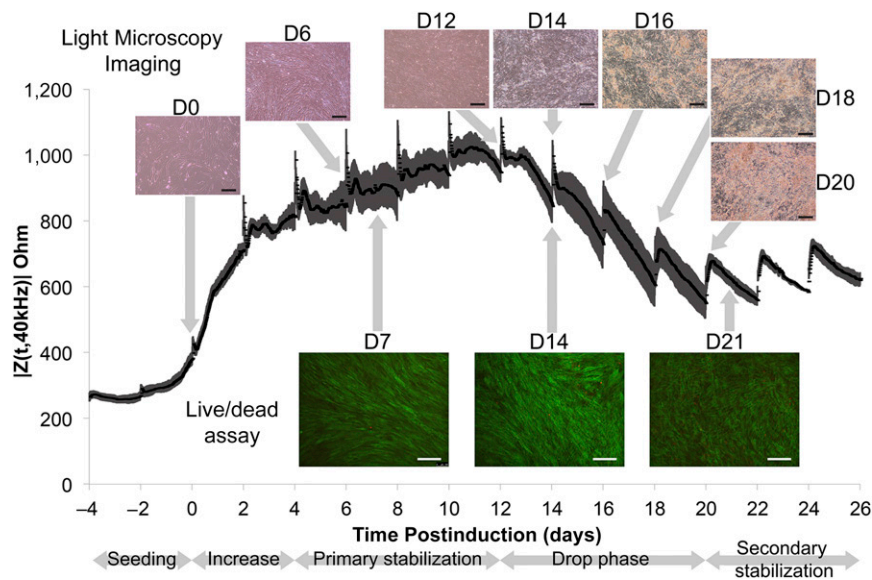 Light Microscopy
Imaging
D0
D6
D12
D14
D16
D18
D20
|Z(t,40kHz)| Ohm
1,200
1,000
800
600
400
200
0
Live/dead
assay
D7
D14
D21
–4
–2
0
2
4
6
8
10
12
14
16
18
20
22
24
26
Time Postinduction (days)
Seeding
Increase
Primary stabilization
Drop phase
Secondary
stabilization